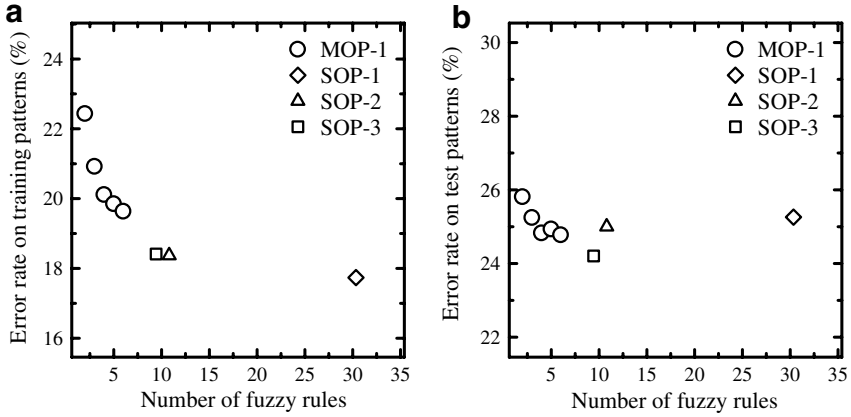 a
Error rate on training patterns (%)
24
22
20
18
16
MOP-1
SOP-1
SOP-2
SOP-3
5 10 15 20 25 30 35
Number of fuzzy rules
b
Error rate on test patterns (%)
30
28
26
24
22
MOP-1
SOP-1
SOP-2
SOP-3
5 10 15 20 25 30 35
Number of fuzzy rules